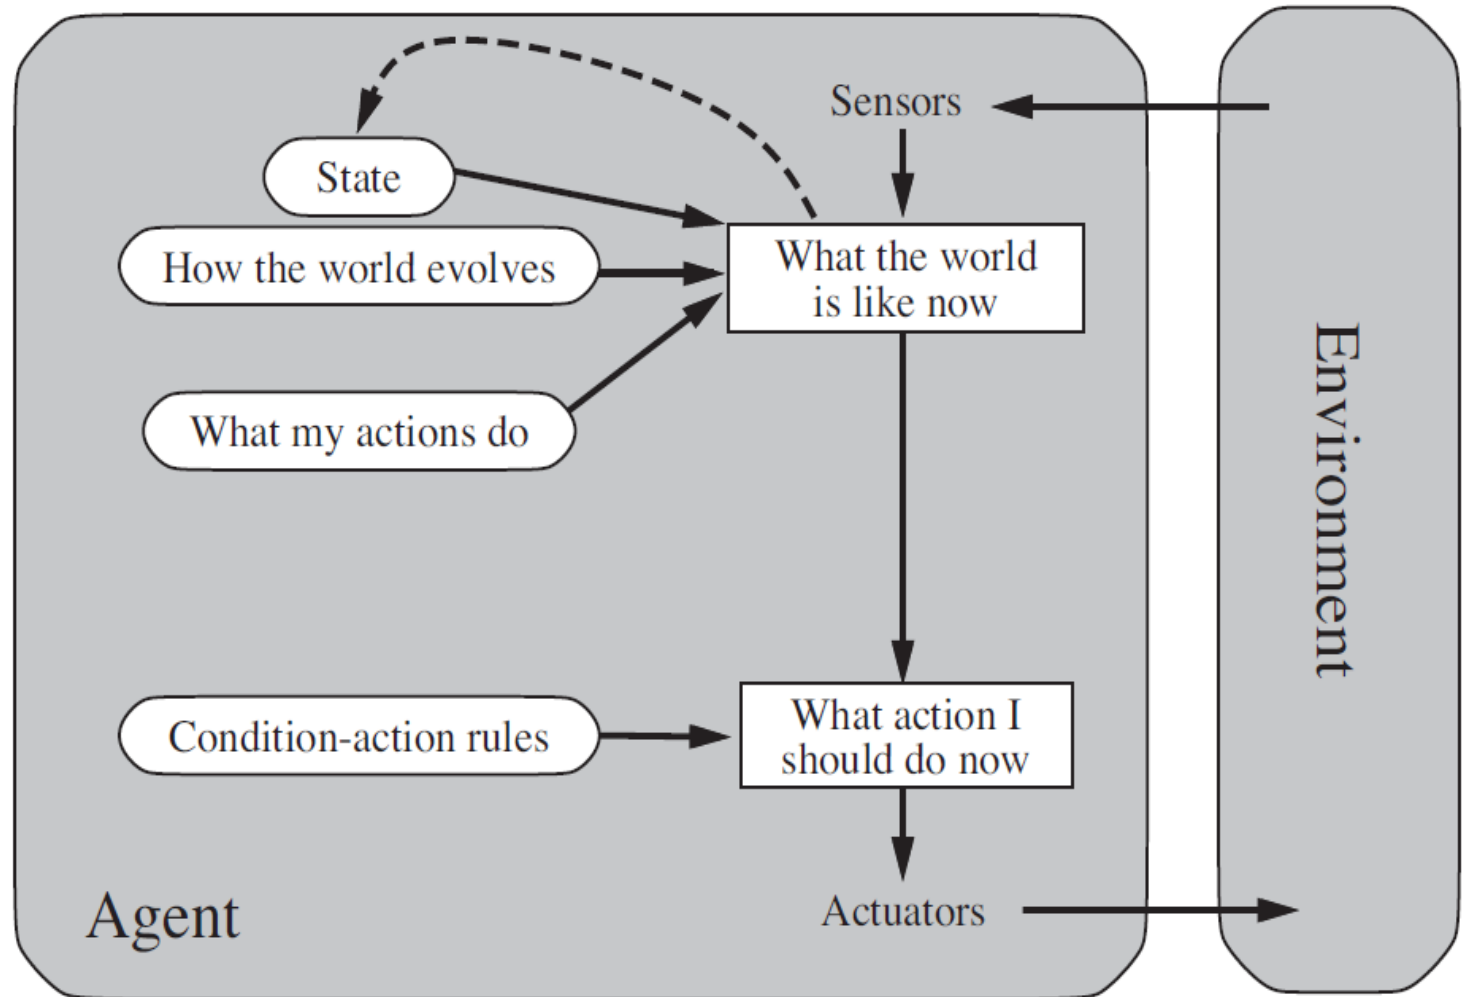 Sensors
State
What the world
is like now
How the world evolves
What my actions do
Environment
Condition-action rules
What action I
should do now
Agent
Actuators